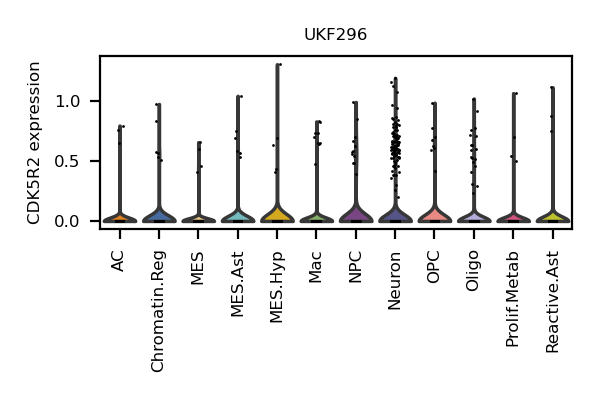 UKF296
CDK5R2 expression
1.0
0.5
0.0
AC
Chromatin.Reg
MES
MES.Ast
MES.Hyp
Mac
NPC
Neuron
OPC
Oligo
Prolif.Metab
Reactive.Ast